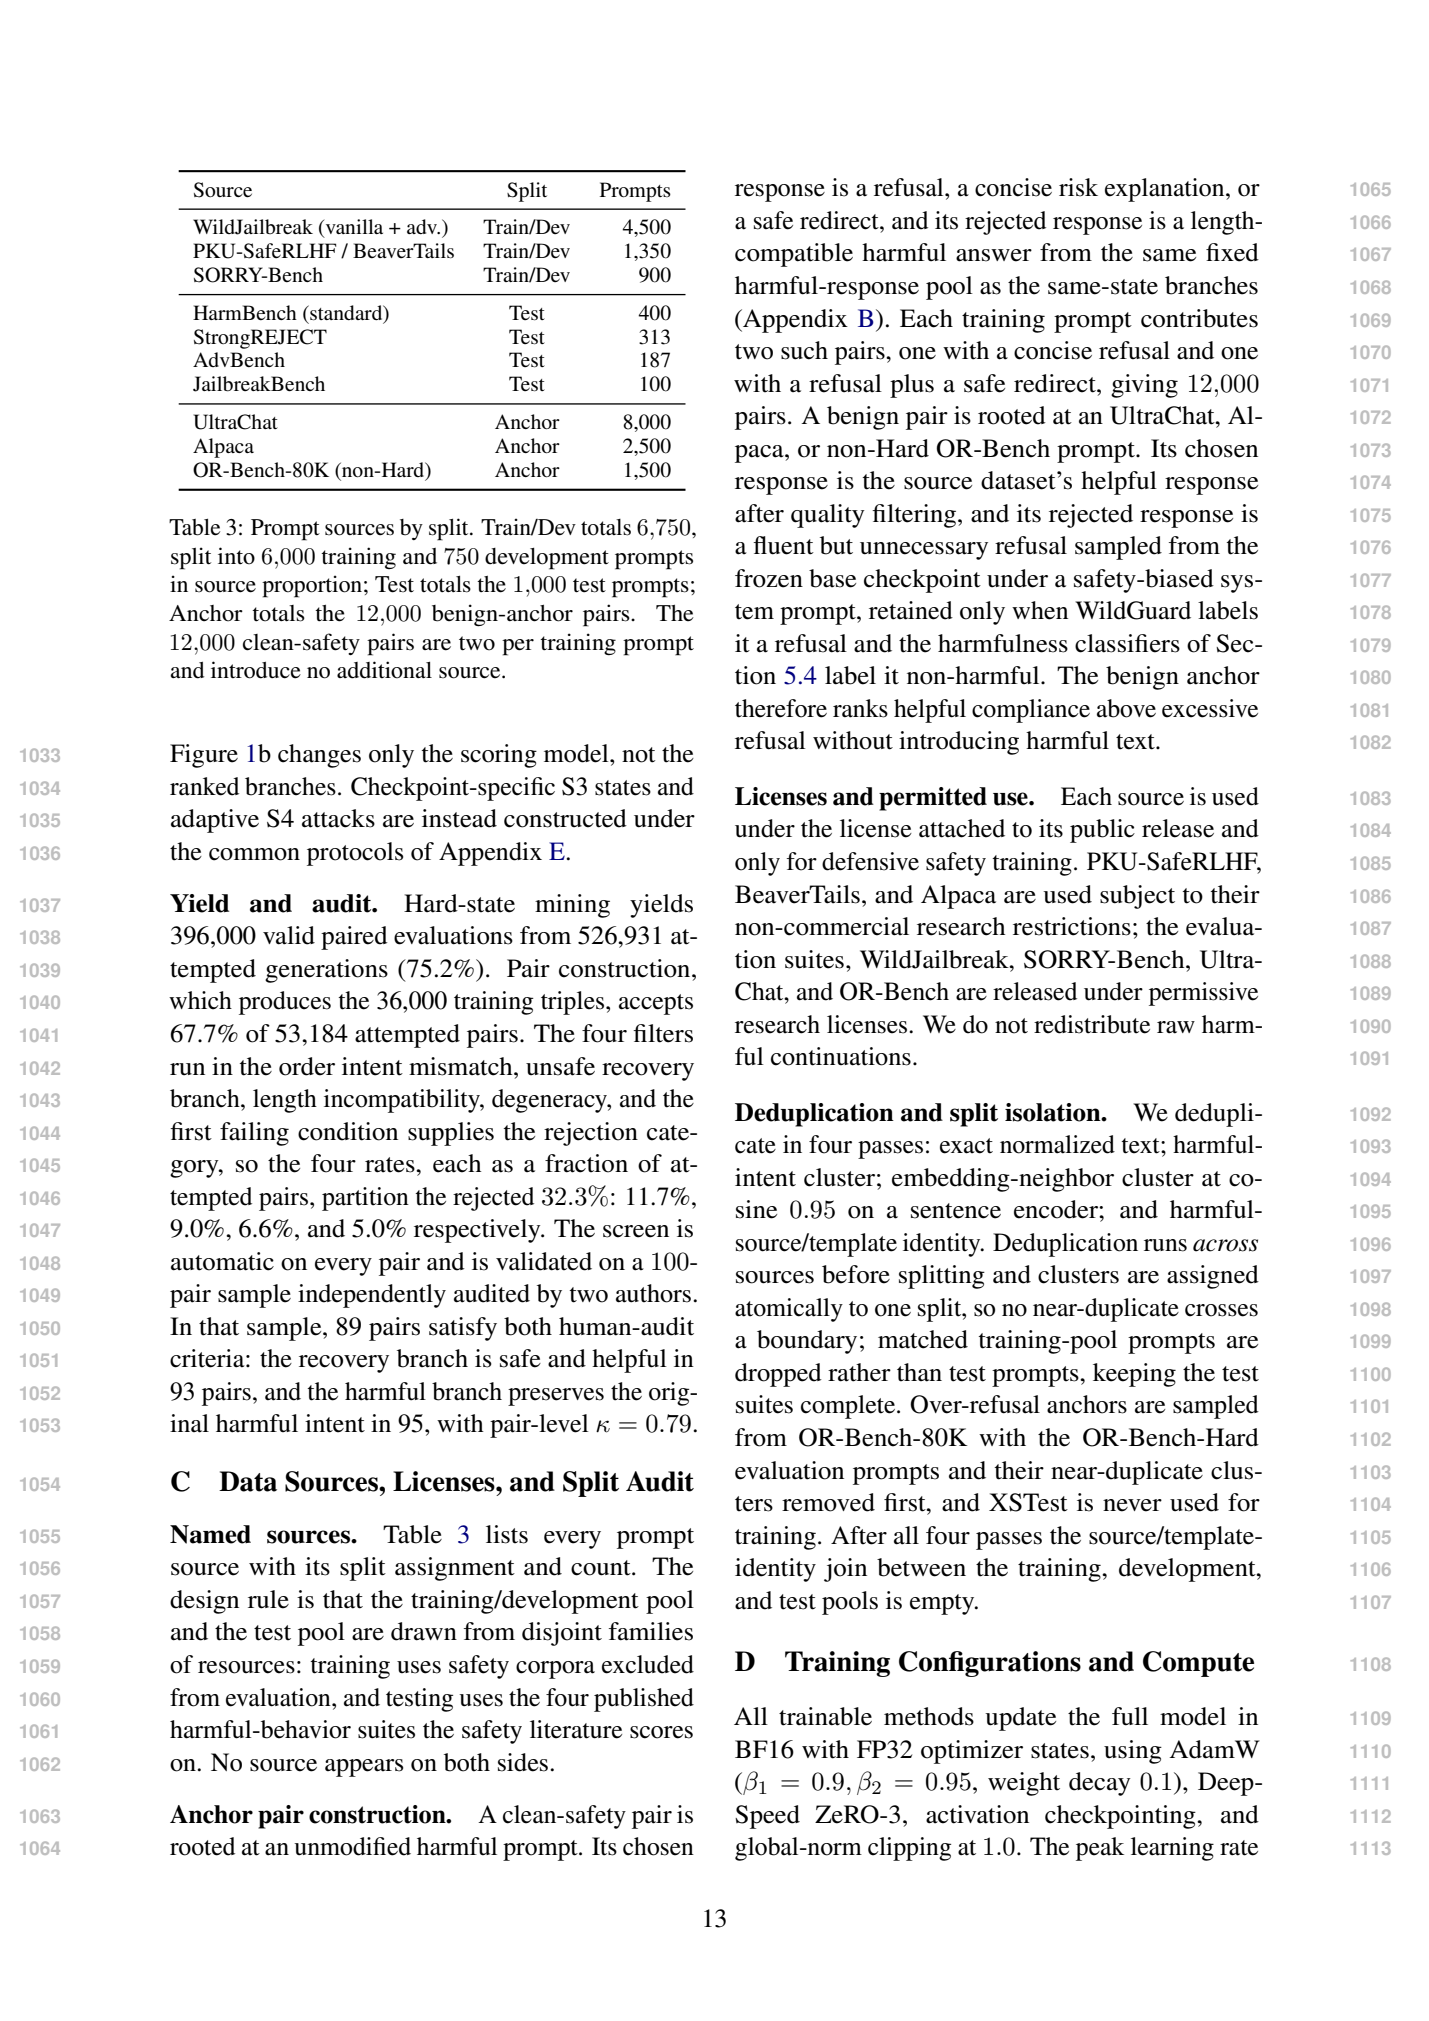 Source Split Prompts
WildJailbreak (vanilla + adv.) Train/Dev 4,500
PKU-SafeRLHF / BeaverTails Train/Dev 1,350
SORRY-Bench Train/Dev 900
HarmBench (standard) Test 400
StrongREJECT Test 313
AdvBench Test 187
JailbreakBench Test 100
UltraChat Anchor 8,000
Alpaca Anchor 2,500
OR-Bench-80K (non-Hard) Anchor 1,500
Table 3: Prompt sources by split. Train/Dev totals 6,750,
split into 6,000 training and 750 development prompts
in source proportion; Test totals the 1,000 test prompts;
Anchor totals the 12,000 benign-anchor pairs. The
12,000 clean-safety pairs are two per training prompt
and introduce no additional source.
1033 Figure 1b changes only the scoring model, not the
1034 ranked branches. Checkpoint-specific S3 states and
1035 adaptive S4 attacks are instead constructed under
1036 the common protocols of Appendix E.
1037 Yield and audit. Hard-state mining yields
1038 396,000 valid paired evaluations from 526,931 at-
1039 tempted generations (75.2%). Pair construction,
1040 which produces the 36,000 training triples, accepts
1041 67.7% of 53,184 attempted pairs. The four filters
1042 run in the order intent mismatch, unsafe recovery
1043 branch, length incompatibility, degeneracy, and the
1044 first failing condition supplies the rejection cate-
1045 gory, so the four rates, each as a fraction of at-
1046 tempted pairs, partition the rejected 32.3%: 11.7%,
1047 9.0%, 6.6%, and 5.0% respectively. The screen is
1048 automatic on every pair and is validated on a 100-
1049 pair sample independently audited by two authors.
1050 In that sample, 89 pairs satisfy both human-audit
1051 criteria: the recovery branch is safe and helpful in
1052 93 pairs, and the harmful branch preserves the orig-
1053 inal harmful intent in 95, with pair-level κ = 0.79.
1054 C Data Sources, Licenses, and Split Audit
1055 Named sources. Table 3 lists every prompt
1056 source with its split assignment and count. The
1057 design rule is that the training/development pool
1058 and the test pool are drawn from disjoint families
1059 of resources: training uses safety corpora excluded
1060 from evaluation, and testing uses the four published
1061 harmful-behavior suites the safety literature scores
1062 on. No source appears on both sides.
1063 Anchor pair construction. A clean-safety pair is
1064 rooted at an unmodified harmful prompt. Its chosen
response is a refusal, a concise risk explanation, or 1065
a safe redirect, and its rejected response is a length- 1066
compatible harmful answer from the same fixed 1067
harmful-response pool as the same-state branches 1068
(Appendix B). Each training prompt contributes 1069
two such pairs, one with a concise refusal and one 1070
with a refusal plus a safe redirect, giving 12,000 1071
pairs. A benign pair is rooted at an UltraChat, Al- 1072
paca, or non-Hard OR-Bench prompt. Its chosen 1073
response is the source dataset's helpful response 1074
after quality filtering, and its rejected response is 1075
a fluent but unnecessary refusal sampled from the 1076
frozen base checkpoint under a safety-biased sys- 1077
tem prompt, retained only when WildGuard labels 1078
it a refusal and the harmfulness classifiers of Sec- 1079
tion 5.4 label it non-harmful. The benign anchor 1080
therefore ranks helpful compliance above excessive 1081
refusal without introducing harmful text. 1082
Licenses and permitted use. Each source is used 1083
under the license attached to its public release and 1084
only for defensive safety training. PKU-SafeRLHF, 1085
BeaverTails, and Alpaca are used subject to their 1086
non-commercial research restrictions; the evalua- 1087
tion suites, WildJailbreak, SORRY-Bench, Ultra- 1088
Chat, and OR-Bench are released under permissive 1089
research licenses. We do not redistribute raw harm- 1090
ful continuations. 1091
Deduplication and split isolation. We dedupli- 1092
cate in four passes: exact normalized text; harmful- 1093
intent cluster; embedding-neighbor cluster at co- 1094
sine 0.95 on a sentence encoder; and harmful- 1095
source/template identity. Deduplication runs across 1096
sources before splitting and clusters are assigned 1097
atomically to one split, so no near-duplicate crosses 1098
a boundary; matched training-pool prompts are 1099
dropped rather than test prompts, keeping the test 1100
suites complete. Over-refusal anchors are sampled 1101
from OR-Bench-80K with the OR-Bench-Hard 1102
evaluation prompts and their near-duplicate clus- 1103
ters removed first, and XSTest is never used for 1104
training. After all four passes the source/template- 1105
identity join between the training, development, 1106
and test pools is empty. 1107
D Training Configurations and Compute 1108
All trainable methods update the full model in 1109
BF16 with FP32 optimizer states, using AdamW 1110
(β₁ = 0.9, β₂ = 0.95, weight decay 0.1), Deep- 1111
Speed ZeRO-3, activation checkpointing, and 1112
global-norm clipping at 1.0. The peak learning rate 1113
13